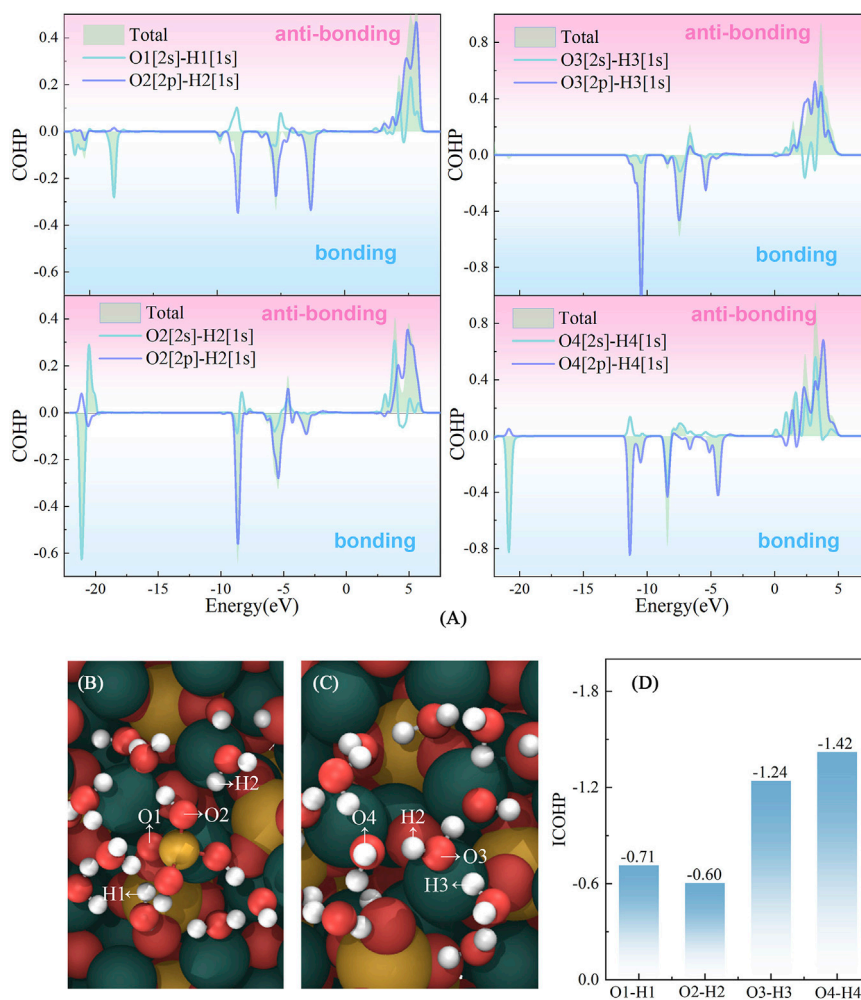 0.4
0.2
0.0
-0.2
-0.4
-0.6
COHP
Total
O1[2s]-H1[1s]
O2[2p]-H2[1s]
anti-bonding
bonding
0.8
0.4
0.0
-0.4
-0.8
COHP
Total
O3[2s]-H3[1s]
O3[2p]-H3[1s]
anti-bonding
bonding
0.4
0.2
0.0
0.2
0.4
0.6
COHP
Total
O2[2s]-H2[1s]
O2[2p]-H2[1s]
anti-bonding
bonding
-20 -15 -10 -5 0 5
Energy(eV)
0.8
0.4
0.0
-0.4
-0.8
COHP
Total
O4[2s]-H4[1s]
O4[2p]-H4[1s]
anti-bonding
bonding
-20 -15 -10 -5 0 5
Energy(eV)
(A)
(B)
H2
O1
O2
H1
(C)
O4
H2
O3
H3
(D)
-1.8
-1.2
-0.6
0.0
ICOHP
-0.71
-0.60
-1.24
-1.42
O1-H1 O2-H2 O3-H3 O4-H4